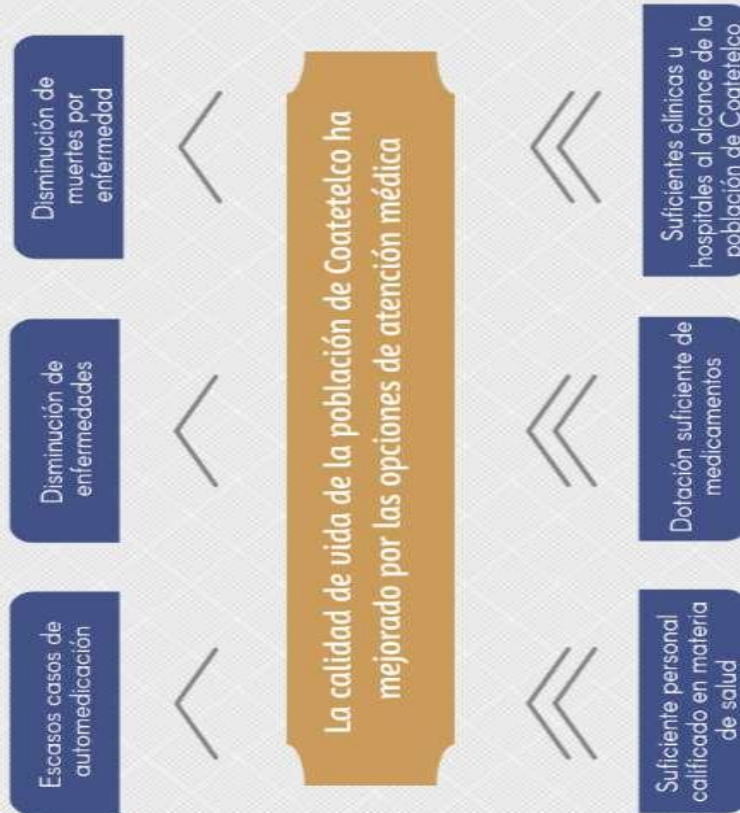 Escasos casos de
automedicación
Disminución de
enfermedades
Disminución de
muertes por
enfermedad
La calidad de vida de la población de Coatetelco ha
mejorado por las opciones de atención médica
Suficiente personal
calificado en materia
de salud
Dotación suficiente de
medicamentos
Suficientes clínicas u
hospitales al alcance de la
población de Coatetelco